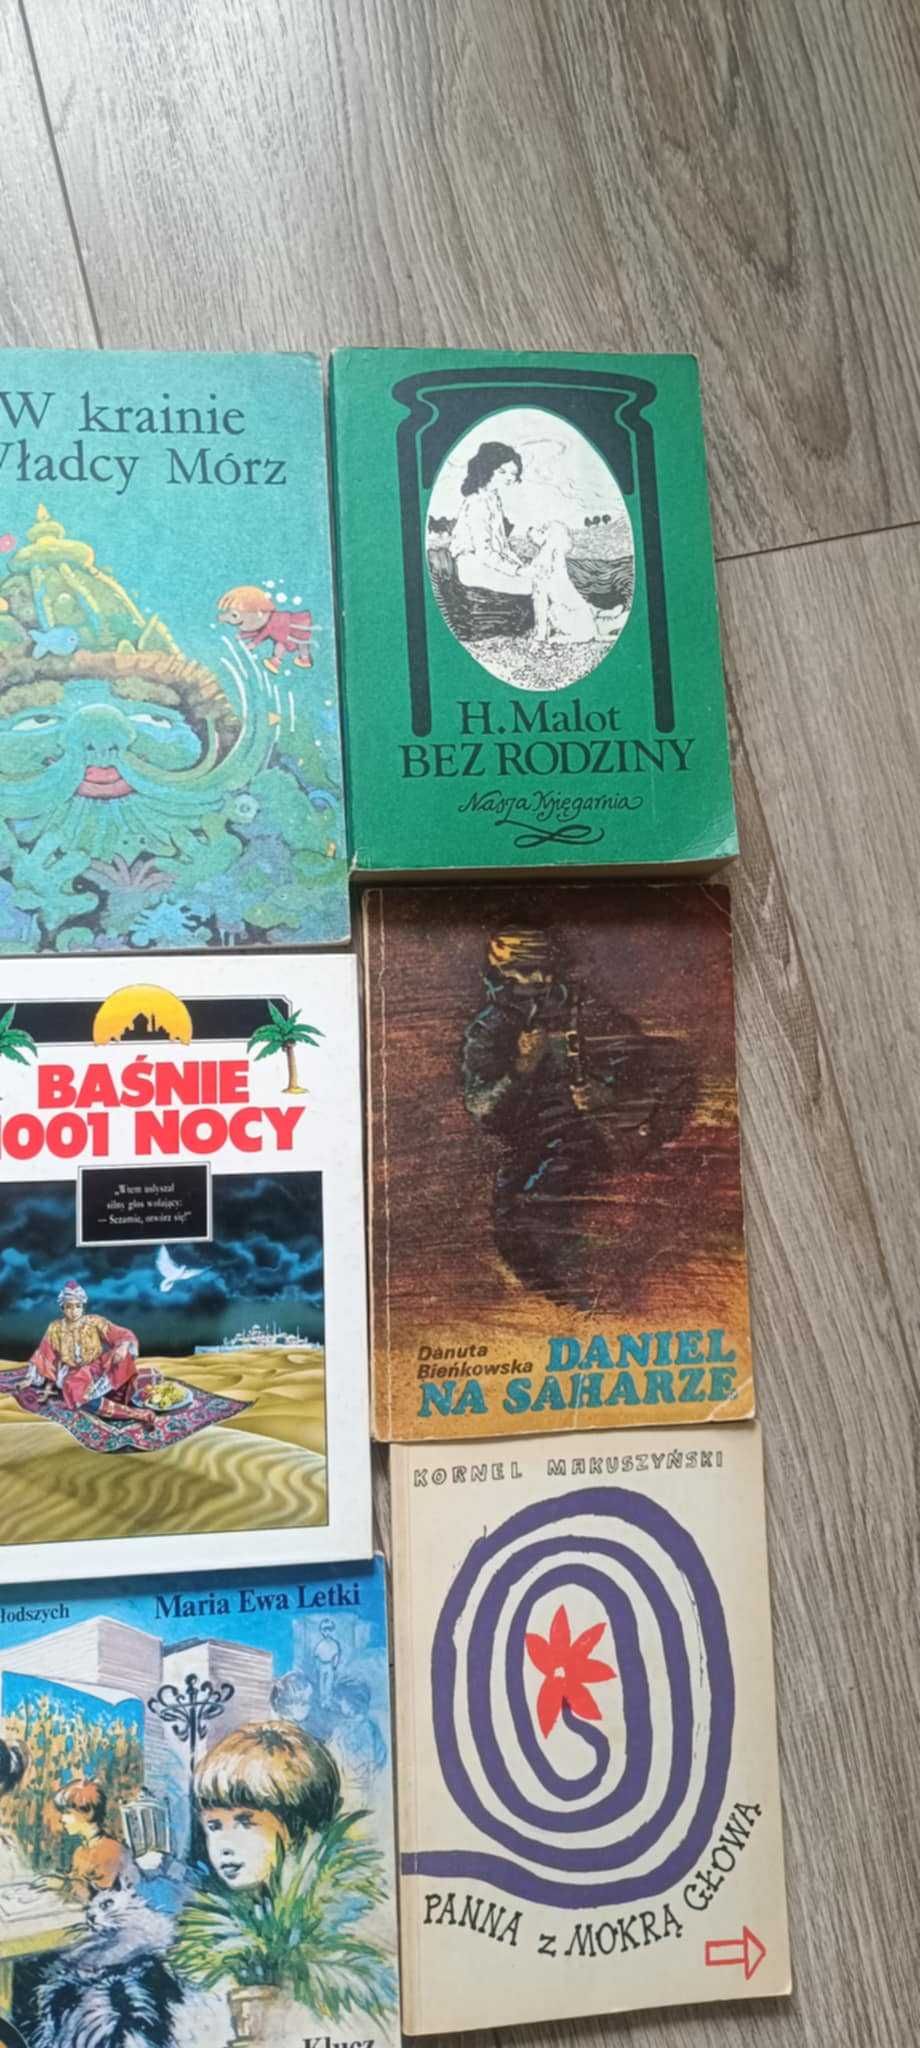 W krainie
Władcy Mórz
H. Malot
BEZ RODZINY
Nasza Księgarnia
BAŚNIE
1001 NOCY
„Wtem usłyszał
silny głos wołający:
— Sezamie, otwórz się!”
Danuta
Bieńkowska
DANIEL
NA SAHARZE
KORNEL MAKUSZYŃSKI
PANNA Z MOKRĄ GŁOWĄ
łodszych
Maria Ewa Letki
Klucz